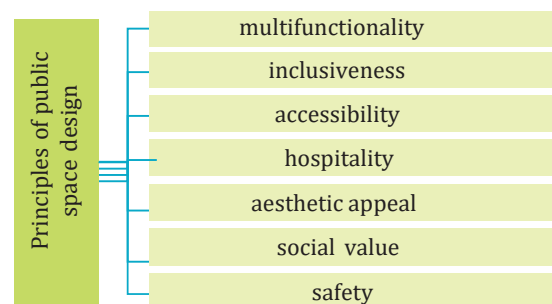 Principles of public
space design
multifunctionality
inclusiveness
accessibility
hospitality
aesthetic appeal
social value
safety